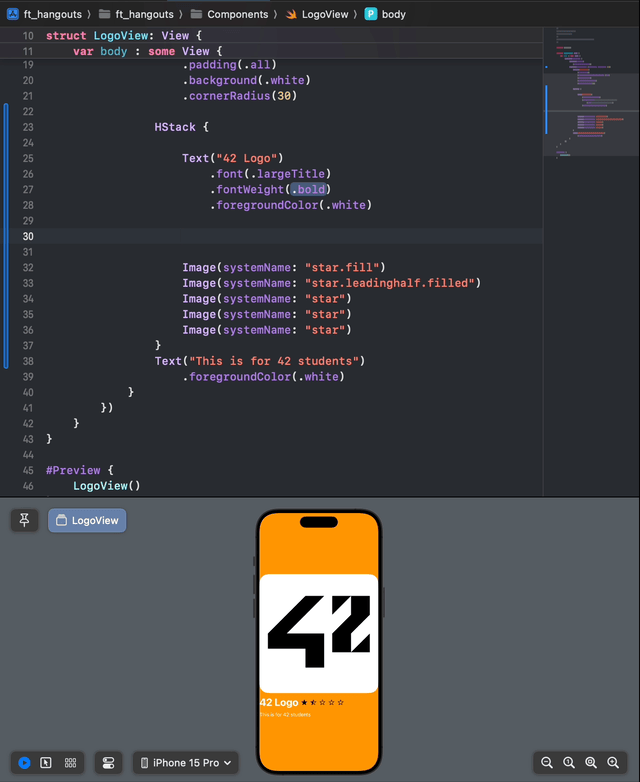 ft_hangouts ft_hangouts Components LogoView body
10 struct LogoView: View {
11 var body : some View {
19 .padding(.all)
20 .background(.white)
21 .cornerRadius(30)
22
23 HStack {
24
25 Text("42 Logo")
26 .font(.largeTitle)
27 .fontWeight(.bold)
28 .foregroundColor(.white)
29
30
31
32 Image(systemName: "star.fill")
33 Image(systemName: "star.leadinghalf.filled")
34 Image(systemName: "star")
35 Image(systemName: "star")
36 Image(systemName: "star")
37 }
38 Text("This is for 42 students")
39 .foregroundColor(.white)
40 }
41 })
42 }
43 }
44
45 #Preview {
46 LogoView()
LogoView
42
42 Logo
This is for 42 students
iPhone 15 Pro